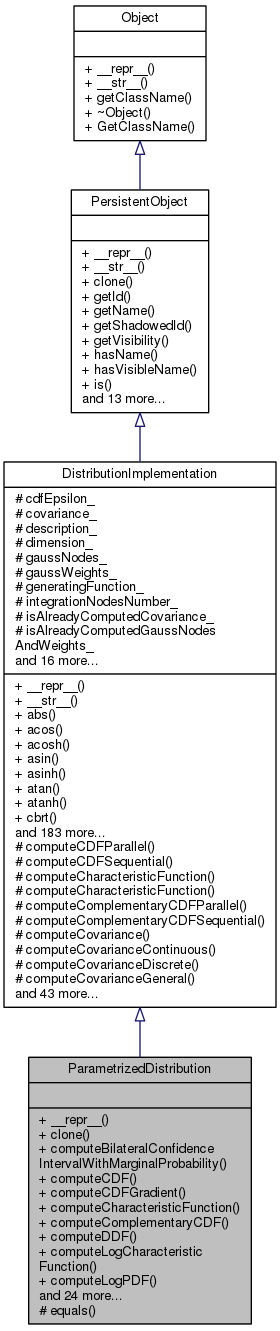 Object
+ __repr__()
+ __str__()
+ getClassName()
+ ~Object()
+ GetClassName()
PersistentObject
+ __repr__()
+ __str__()
+ clone()
+ getId()
+ getName()
+ getShadowedId()
+ getVisibility()
+ hasName()
+ hasVisibleName()
+ is()
and 13 more...
DistributionImplementation
# cdfEpsilon_
# covariance_
# description_
# dimension_
# gaussNodes_
# gaussWeights_
# generatingFunction_
# integrationNodesNumber_
# isAlreadyComputedCovariance_
# isAlreadyComputedGaussNodes
AndWeights_
and 16 more...
+ __repr__()
+ __str__()
+ abs()
+ acos()
+ acosh()
+ asin()
+ asinh()
+ atan()
+ atanh()
+ cbrt()
and 183 more...
# computeCDFParallel()
# computeCDFSequential()
# computeCharacteristicFunction()
# computeCharacteristicFunction()
# computeComplementaryCDFParallel()
# computeComplementaryCDFSequential()
# computeCovariance()
# computeCovarianceContinuous()
# computeCovarianceDiscrete()
# computeCovarianceGeneral()
and 43 more...
ParametrizedDistribution
+ __repr__()
+ clone()
+ computeBilateralConfidence
IntervalWithMarginalProbability()
+ computeCDF()
+ computeCDFGradient()
+ computeCharacteristicFunction()
+ computeComplementaryCDF()
+ computeDDF()
+ computeLogCharacteristic
Function()
+ computeLogPDF()
and 24 more...
# equals()